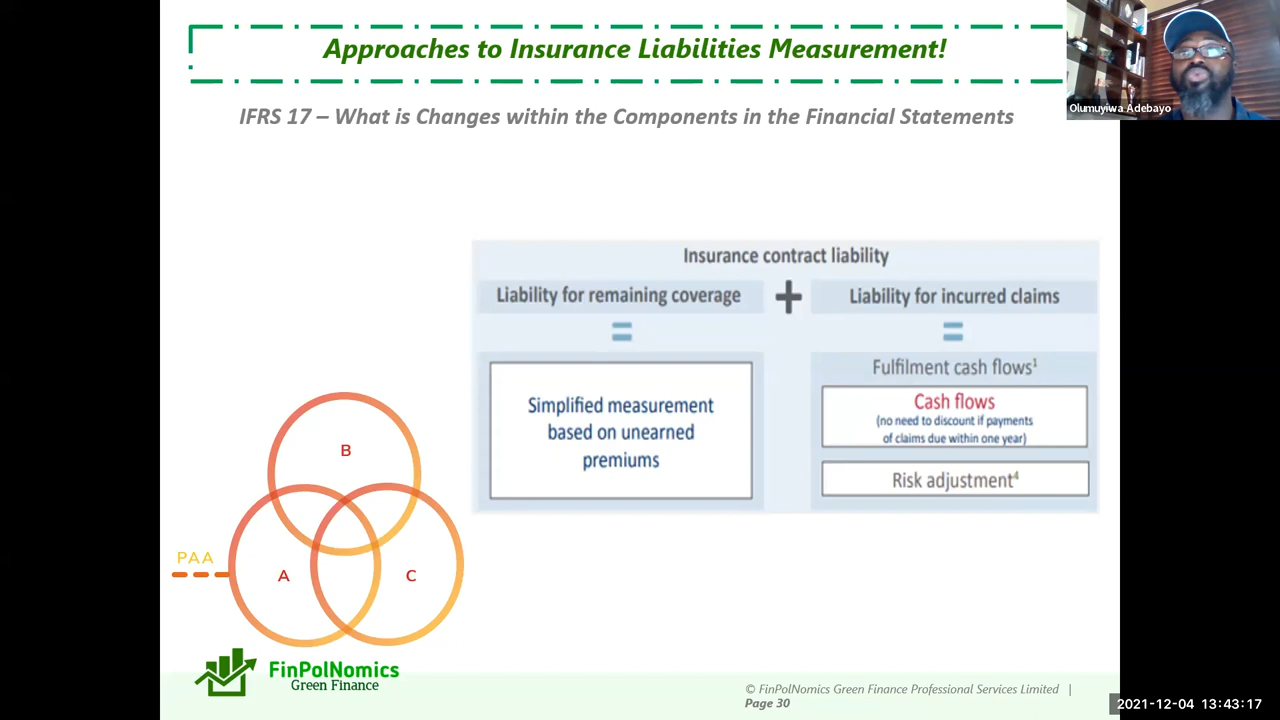 Approaches to Insurance Liabilities Measurement!
Olumuyiwa Adebayo
IFRS 17 – What is Changes within the Components in the Financial Statements
Insurance contract liability
Liability for remaining coverage
+
Liability for incurred claims
=
=
Simplified measurement
based on unearned
premiums
Fulfilment cash flows¹
Cash flows
(no need to discount if payments
of claims due within one year)
Risk adjustment⁴
B
PAA
A
C
FinPolNomics
Green Finance
© FinPolNomics Green Finance Professional Services Limited |
Page 30
2021-12-04 13:43:17